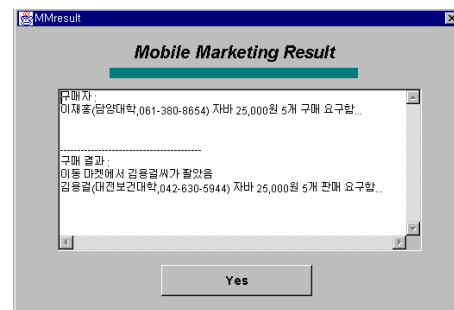 MMresult
Mobile Marketing Result
구매자 :
이재홍(담양대학,061-380-8654) 자바 25,000원 5개 구매 요구함...
----------------------------------------
구매 결과 :
이동 마켓에서 김용걸씨가 팔았음
김용걸(대전보건대학,042-630-5944) 자바 25,000원 5개 판매 요구함...
Yes